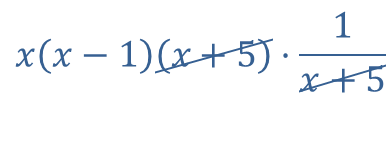 x(x − 1)(x + 5) · 1/(x + 5)